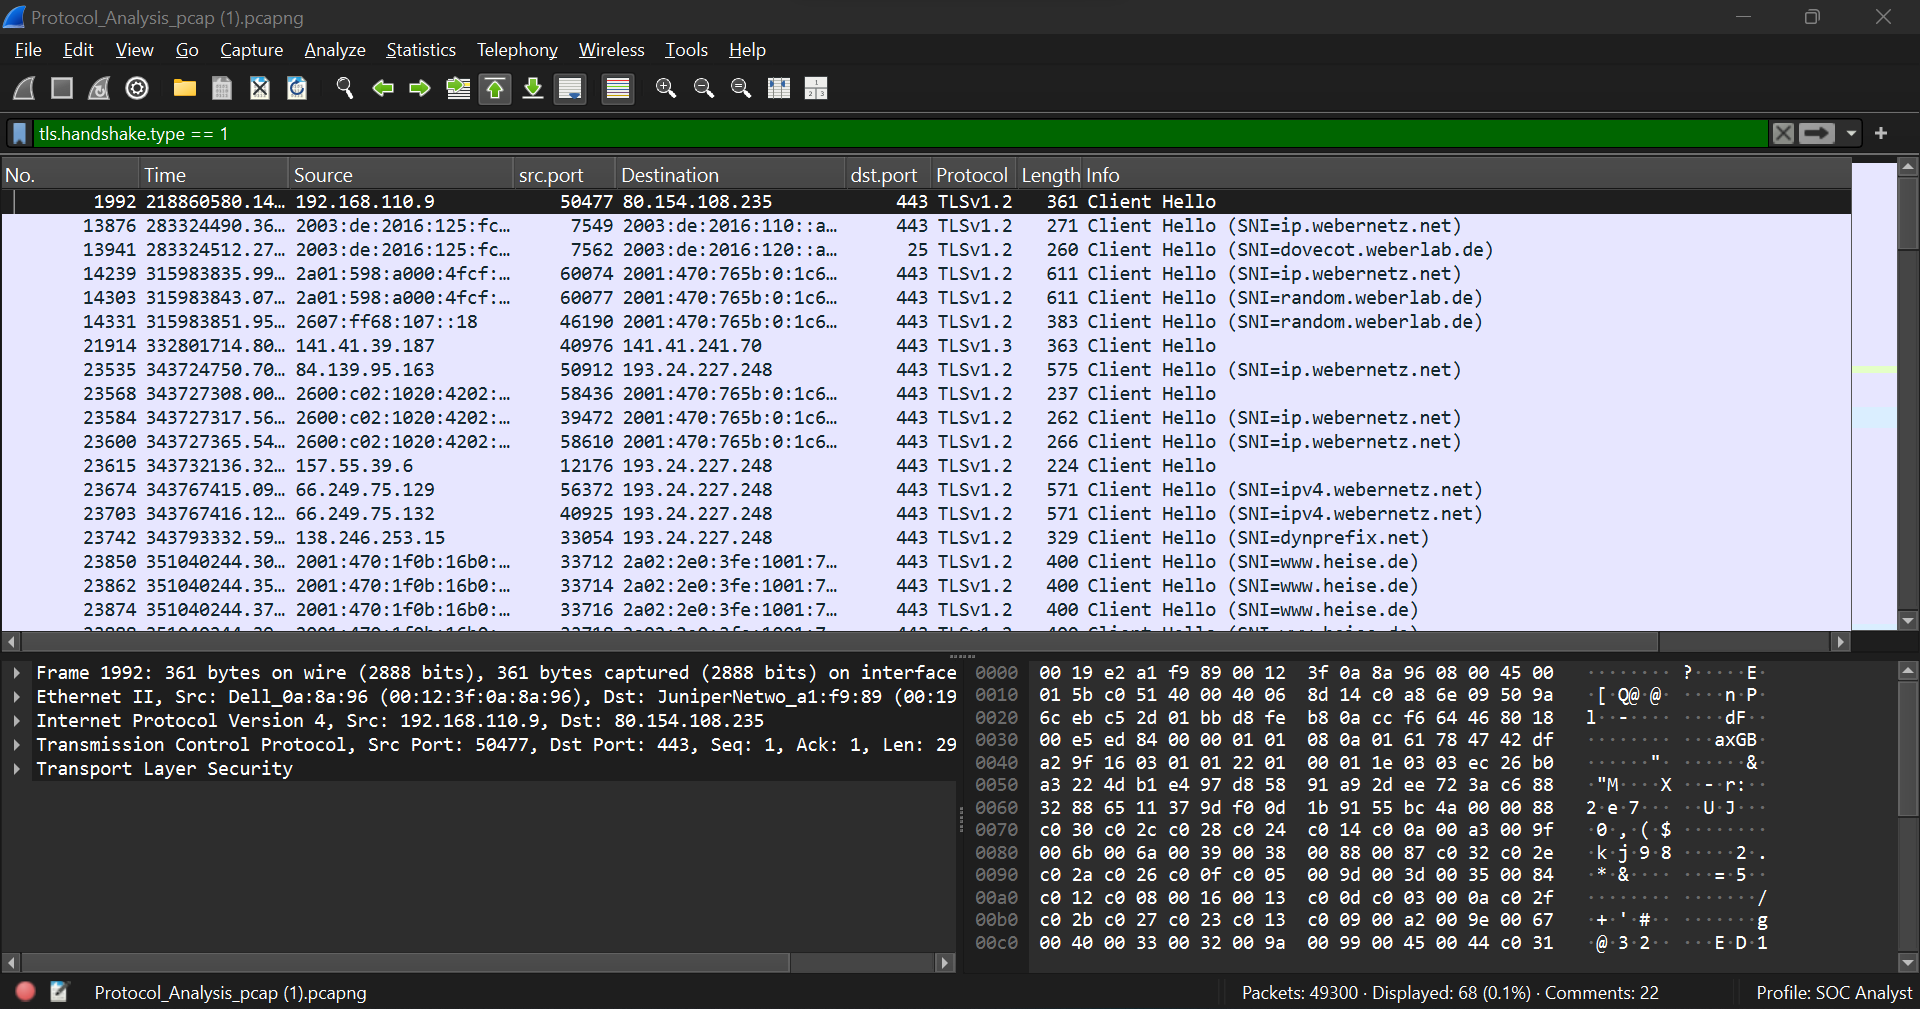 Protocol_Analysis_pcap (1).pcapng
File Edit View Go Capture Analyze Statistics Telephony Wireless Tools Help
tls.handshake.type == 1
No. Time Source src.port Destination dst.port Protocol Length Info
1992 218860580.14… 192.168.110.9 50477 80.154.108.235 443 TLSv1.2 361 Client Hello
13876 283324490.36… 2003:de:2016:125:fc… 7549 2003:de:2016:110::a… 443 TLSv1.2 271 Client Hello (SNI=ip.webernetz.net)
13941 283324512.27… 2003:de:2016:125:fc… 7562 2003:de:2016:120::a… 25 TLSv1.2 260 Client Hello (SNI=dovecot.weberlab.de)
14239 315983835.99… 2a01:598:a000:4fcf:… 60074 2001:470:765b:0:1c6… 443 TLSv1.2 611 Client Hello (SNI=ip.webernetz.net)
14303 315983843.07… 2a01:598:a000:4fcf:… 60077 2001:470:765b:0:1c6… 443 TLSv1.2 611 Client Hello (SNI=random.weberlab.de)
14331 315983851.95… 2607:ff68:107::18 46190 2001:470:765b:0:1c6… 443 TLSv1.2 383 Client Hello (SNI=random.weberlab.de)
21914 332801714.80… 141.41.39.187 40976 141.41.241.70 443 TLSv1.3 363 Client Hello
23535 343724750.70… 84.139.95.163 50912 193.24.227.248 443 TLSv1.2 575 Client Hello (SNI=ip.webernetz.net)
23568 343727308.00… 2600:c02:1020:4202:… 58436 2001:470:765b:0:1c6… 443 TLSv1.2 237 Client Hello
23584 343727317.56… 2600:c02:1020:4202:… 39472 2001:470:765b:0:1c6… 443 TLSv1.2 262 Client Hello (SNI=ip.webernetz.net)
23600 343727365.54… 2600:c02:1020:4202:… 58610 2001:470:765b:0:1c6… 443 TLSv1.2 266 Client Hello (SNI=ip.webernetz.net)
23615 343732136.32… 157.55.39.6 12176 193.24.227.248 443 TLSv1.2 224 Client Hello
23674 343767415.09… 66.249.75.129 56372 193.24.227.248 443 TLSv1.2 571 Client Hello (SNI=ipv4.webernetz.net)
23703 343767416.12… 66.249.75.132 40925 193.24.227.248 443 TLSv1.2 571 Client Hello (SNI=ipv4.webernetz.net)
23742 343793332.59… 138.246.253.15 33054 193.24.227.248 443 TLSv1.2 329 Client Hello (SNI=dynprefix.net)
23850 351040244.30… 2001:470:1f0b:16b0:… 33712 2a02:2e0:3fe:1001:7… 443 TLSv1.2 400 Client Hello (SNI=www.heise.de)
23862 351040244.35… 2001:470:1f0b:16b0:… 33714 2a02:2e0:3fe:1001:7… 443 TLSv1.2 400 Client Hello (SNI=www.heise.de)
23874 351040244.37… 2001:470:1f0b:16b0:… 33716 2a02:2e0:3fe:1001:7… 443 TLSv1.2 400 Client Hello (SNI=www.heise.de)
Frame 1992: 361 bytes on wire (2888 bits), 361 bytes captured (2888 bits) on interface
Ethernet II, Src: Dell_0a:8a:96 (00:12:3f:0a:8a:96), Dst: JuniperNetwo_a1:f9:89 (00:19
Internet Protocol Version 4, Src: 192.168.110.9, Dst: 80.154.108.235
Transmission Control Protocol, Src Port: 50477, Dst Port: 443, Seq: 1, Ack: 1, Len: 29
Transport Layer Security
0000 00 19 e2 a1 f9 89 00 12 3f 0a 8a 96 08 00 45 00 ········ ?·····E·
0010 01 5b c0 51 40 00 40 06 8d 14 c0 a8 6e 09 50 9a ·[·Q@·@· ····n·P·
0020 6c eb c5 2d 01 bb d8 fe b8 0a cc f6 64 46 80 18 l··-···· ····dF··
0030 00 e5 ed 84 00 00 01 01 08 0a 01 61 78 47 42 df ········ ···axGB·
0040 a2 9f 16 03 01 01 22 01 00 01 1e 03 03 ec 26 b0 ······"· ······&·
0050 a3 22 4d b1 e4 97 d8 58 91 a9 2d ee 72 3a c6 88 ·"M····X ··-·r:··
0060 32 88 65 11 37 9d f0 0d 1b 91 55 bc 4a 00 00 88 2·e·7··· ··U·J···
0070 c0 30 c0 2c c0 28 c0 24 c0 14 c0 0a 00 a3 00 9f ·0·,·(·$ ········
0080 00 6b 00 6a 00 39 00 38 00 88 00 87 c0 32 c0 2e ·k·j·9·8 ·····2·.
0090 c0 2a c0 26 c0 0f c0 05 00 9d 00 3d 00 35 00 84 ·*·&···· ···=·5··
00a0 c0 12 c0 08 00 16 00 13 c0 0d c0 03 00 0a c0 2f ········ ·······/
00b0 c0 2b c0 27 c0 23 c0 13 c0 09 00 a2 00 9e 00 67 ·+·'·#·· ·······g
00c0 00 40 00 33 00 32 00 9a 00 99 00 45 00 44 c0 31 ·@·3·2·· ···E·D·1
Protocol_Analysis_pcap (1).pcapng
Packets: 49300 · Displayed: 68 (0.1%) · Comments: 22
Profile: SOC Analyst